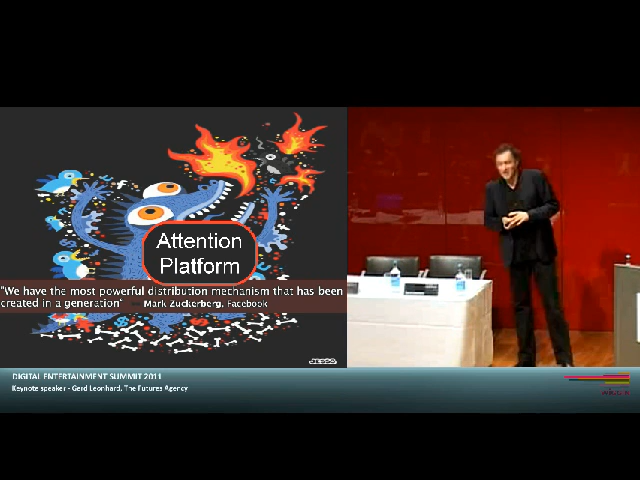 Attention
Platform
"We have the most powerful distribution mechanism that has been
created in a generation" — Mark Zuckerberg, Facebook
DIGITAL ENTERTAINMENT SUMMIT 2011
Keynote speaker - Gerd Leonhard, The Futures Agency